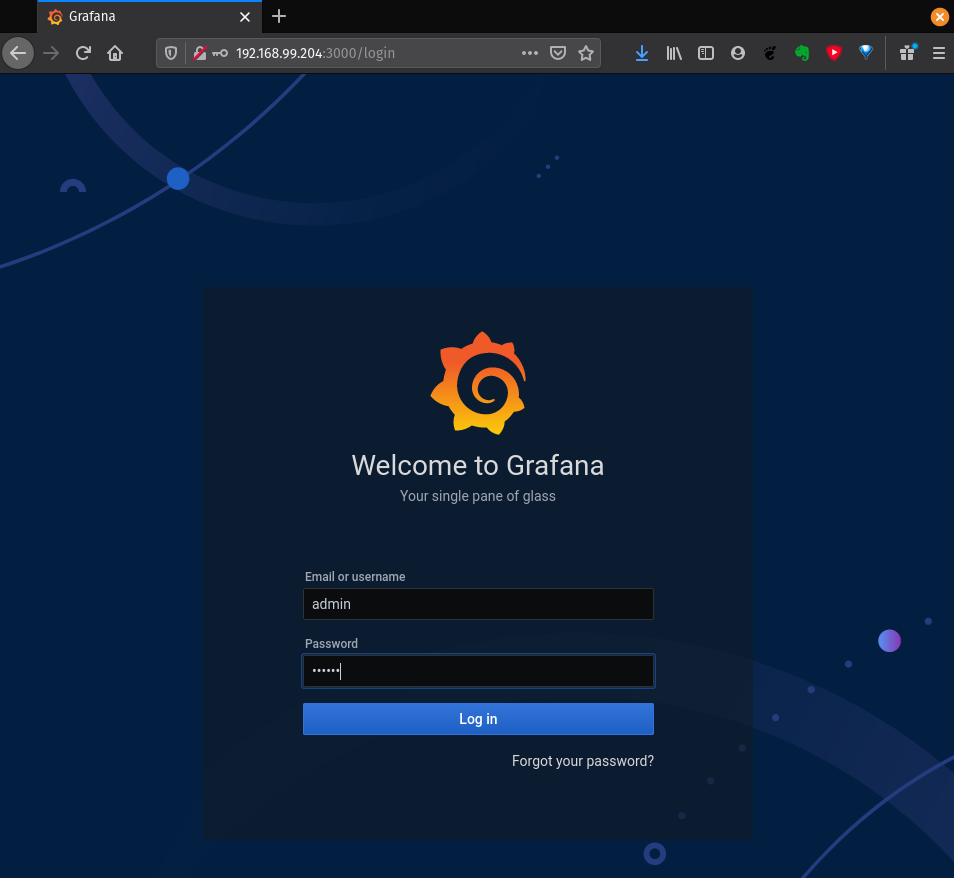 Grafana
192.168.99.204:3000/login
Welcome to Grafana
Your single pane of glass
Email or username
admin
Password
••••••
Log in
Forgot your password?